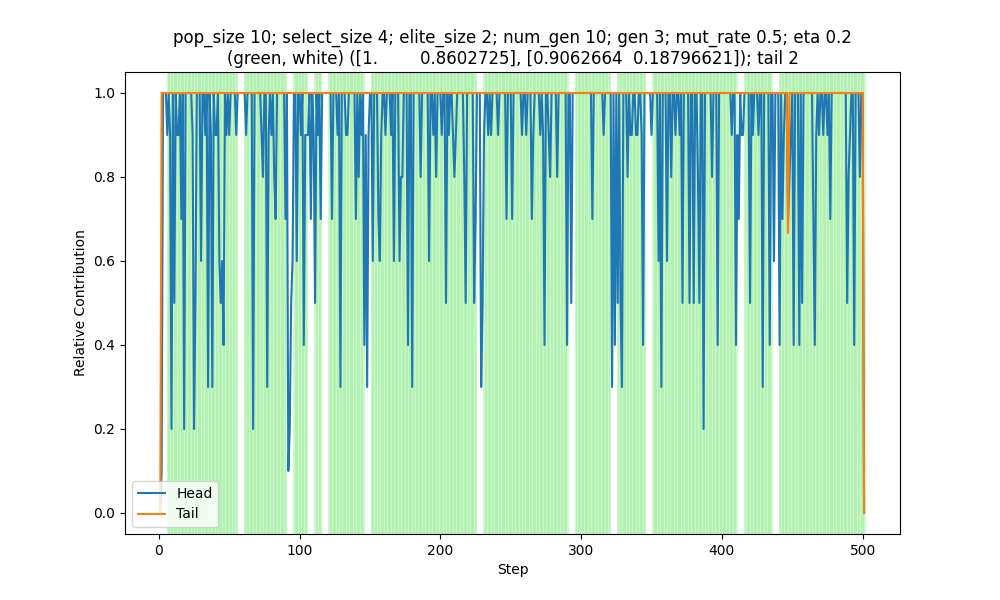 pop_size 10; select_size 4; elite_size 2; num_gen 10; gen 3; mut_rate 0.5; eta 0.2
(green, white) ([1. 0.8602725], [0.9062664 0.18796621]); tail 2
1.0
0.8
0.6
0.4
0.2
0.0
Relative Contribution
Head
Tail
0 100 200 300 400 500
Step